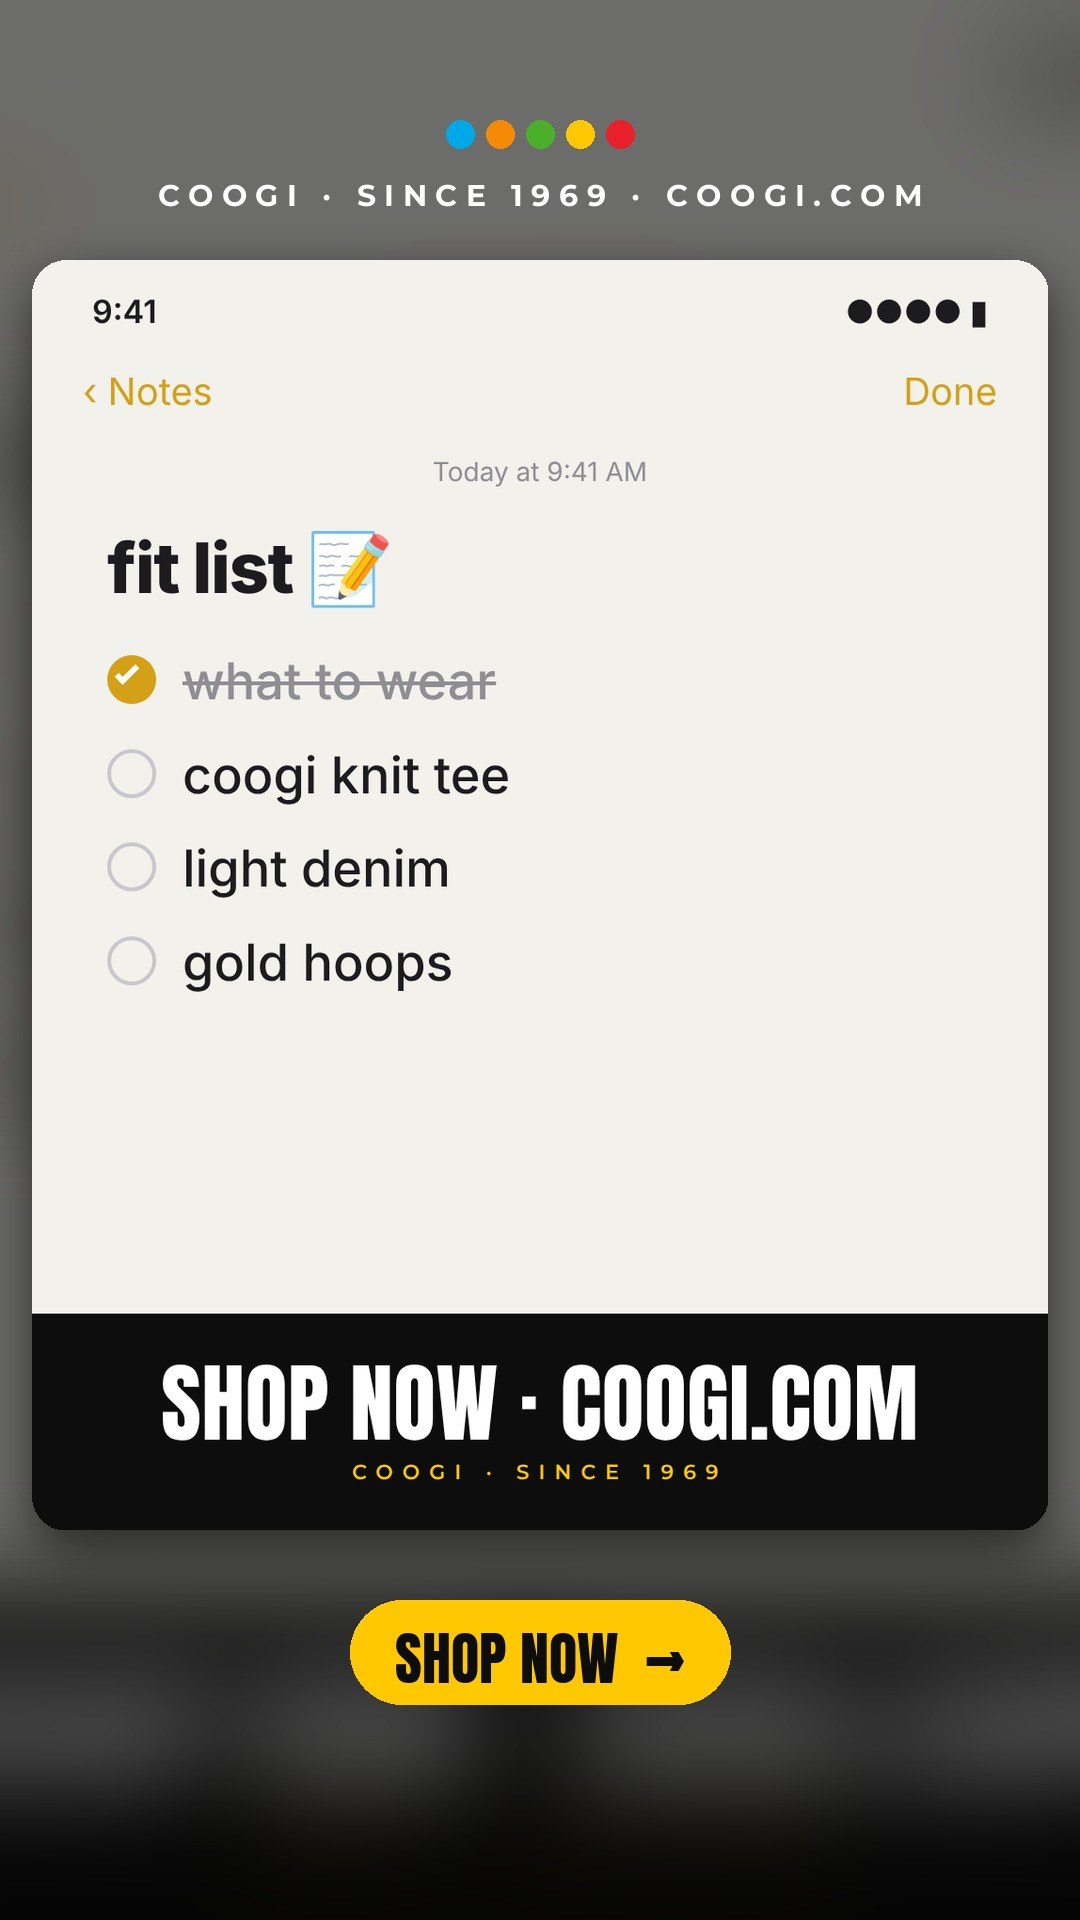 COOGI · SINCE 1969 · COOGI.COM
9:41
‹ Notes
Done
Today at 9:41 AM
fit list 📝
what to wear
coogi knit tee
light denim
gold hoops
SHOP NOW · COOGI.COM
COOGI · SINCE 1969
SHOP NOW →